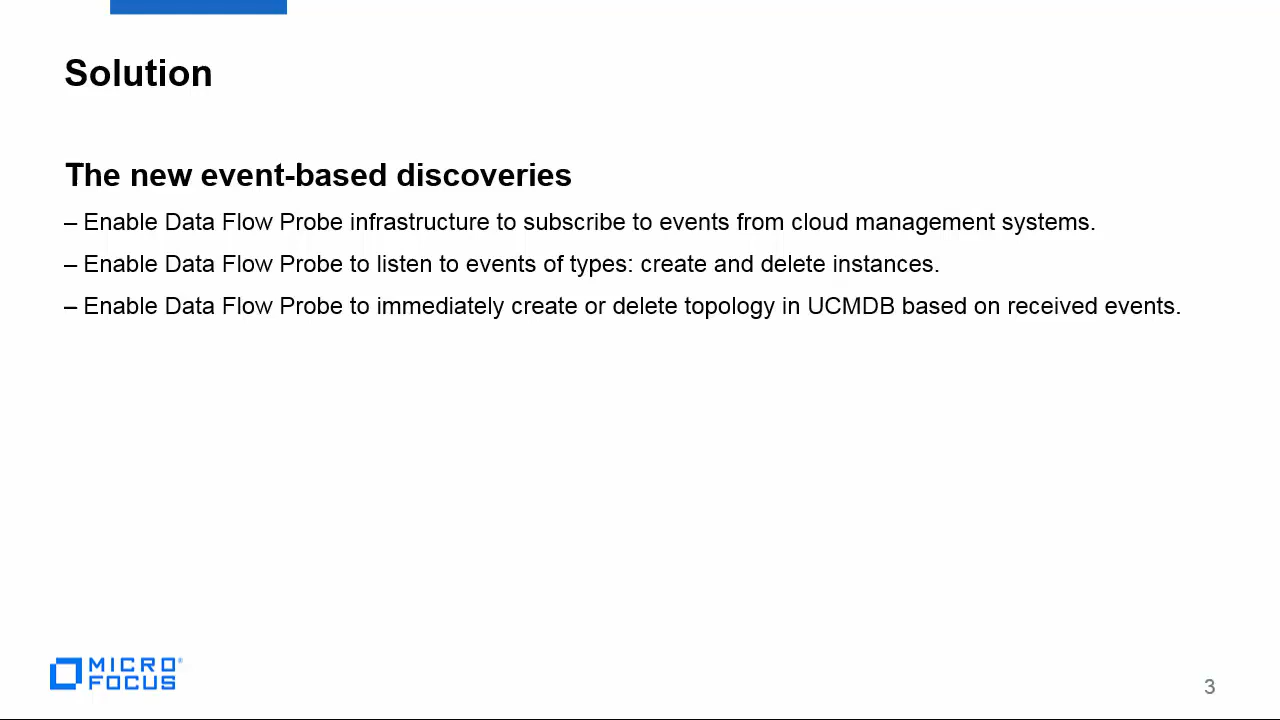 Solution
The new event-based discoveries
– Enable Data Flow Probe infrastructure to subscribe to events from cloud management systems.
– Enable Data Flow Probe to listen to events of types: create and delete instances.
– Enable Data Flow Probe to immediately create or delete topology in UCMDB based on received events.
MICRO®
FOCUS
3